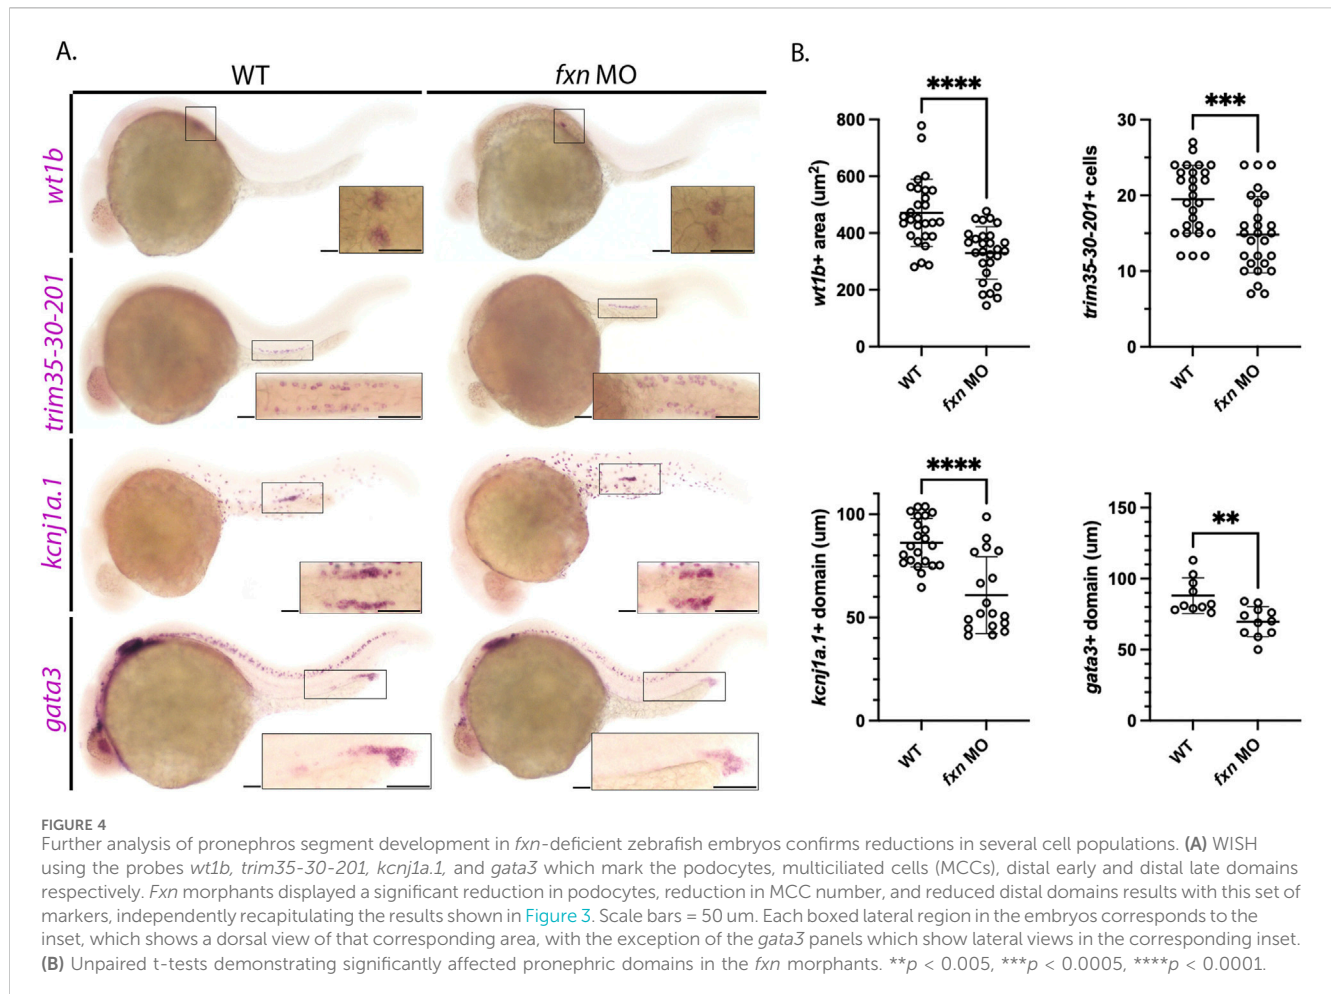 A.
WT
fxn MO
wt1b
trim35-30-201
kcnj1a.1
gata3
B.
****
800
600
400
200
0
wt1b+ area (um²)
WT
fxn MO
***
30
20
10
0
trim35-30-201+ cells
WT
fxn MO
****
100
50
0
kcnj1a.1+ domain (um)
WT
fxn MO
**
150
100
50
0
gata3+ domain (um)
WT
fxn MO
FIGURE 4
Further analysis of pronephros segment development in fxn-deficient zebrafish embryos confirms reductions in several cell populations. (A) WISH
using the probes wt1b, trim35-30-201, kcnj1a.1, and gata3 which mark the podocytes, multiciliated cells (MCCs), distal early and distal late domains
respectively. Fxn morphants displayed a significant reduction in podocytes, reduction in MCC number, and reduced distal domains results with this set of
markers, independently recapitulating the results shown in Figure 3. Scale bars = 50 um. Each boxed lateral region in the embryos corresponds to the
inset, which shows a dorsal view of that corresponding area, with the exception of the gata3 panels which show lateral views in the corresponding inset.
(B) Unpaired t-tests demonstrating significantly affected pronephric domains in the fxn morphants. **p < 0.005, ***p < 0.0005, ****p < 0.0001.